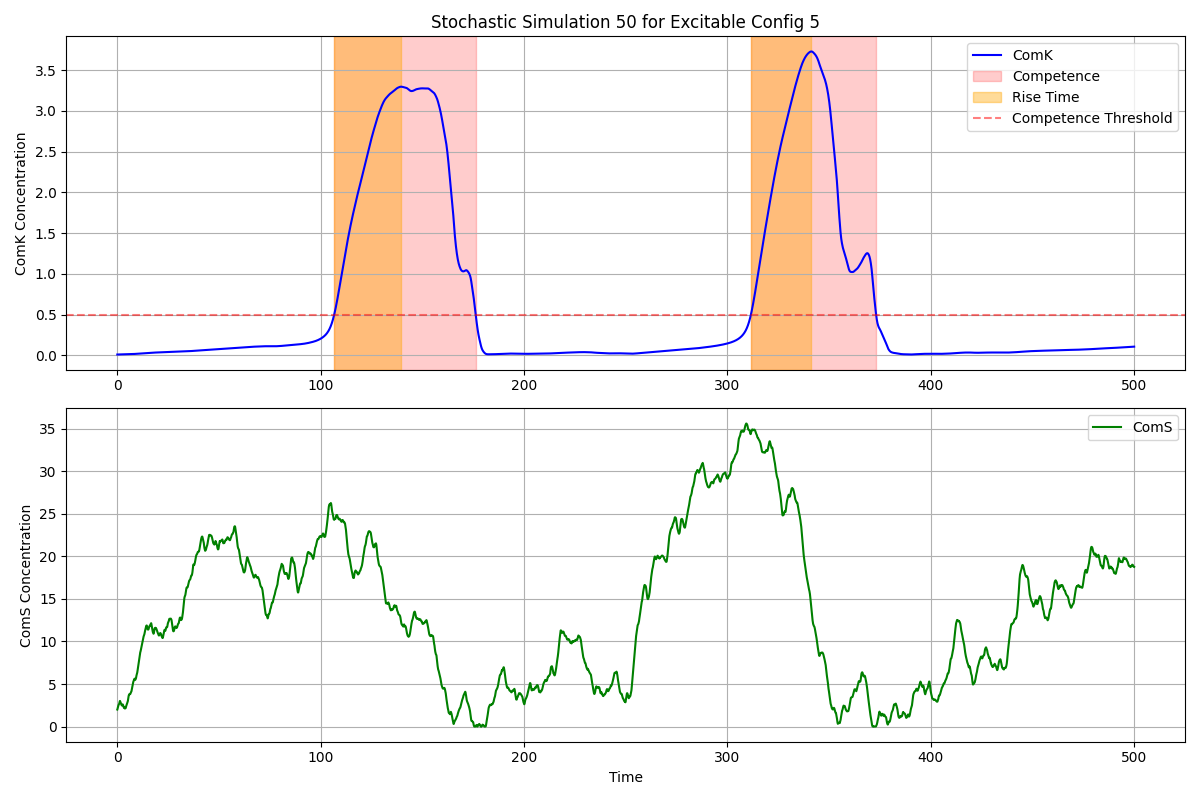 Stochastic Simulation 50 for Excitable Config 5
ComK Concentration
3.5
3.0
2.5
2.0
1.5
1.0
0.5
0.0
ComK
Competence
Rise Time
Competence Threshold
0 100 200 300 400 500
ComS Concentration
35
30
25
20
15
10
5
0
ComS
0 100 200 300 400 500
Time